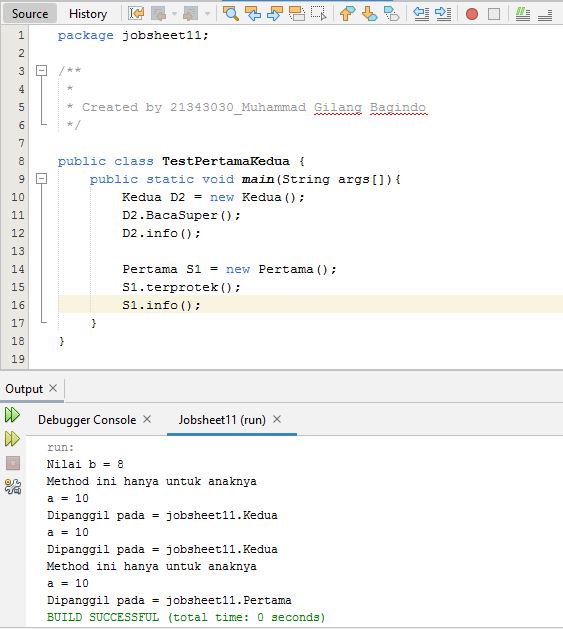 Source History
1 package jobsheet11;
2
3 /**
4 *
5 * Created by 21343030_Muhammad Gilang Bagindo
6 */
7
8 public class TestPertamaKedua {
9 public static void main(String args[]){
10 Kedua D2 = new Kedua();
11 D2.BacaSuper();
12 D2.info();
13
14 Pertama S1 = new Pertama();
15 S1.terprotek();
16 S1.info();
17 }
18 }
19
Output ×
Debugger Console × Jobsheet11 (run) ×
run:
Nilai b = 8
Method ini hanya untuk anaknya
a = 10
Dipanggil pada = jobsheet11.Kedua
a = 10
Dipanggil pada = jobsheet11.Kedua
Method ini hanya untuk anaknya
a = 10
Dipanggil pada = jobsheet11.Pertama
BUILD SUCCESSFUL (total time: 0 seconds)